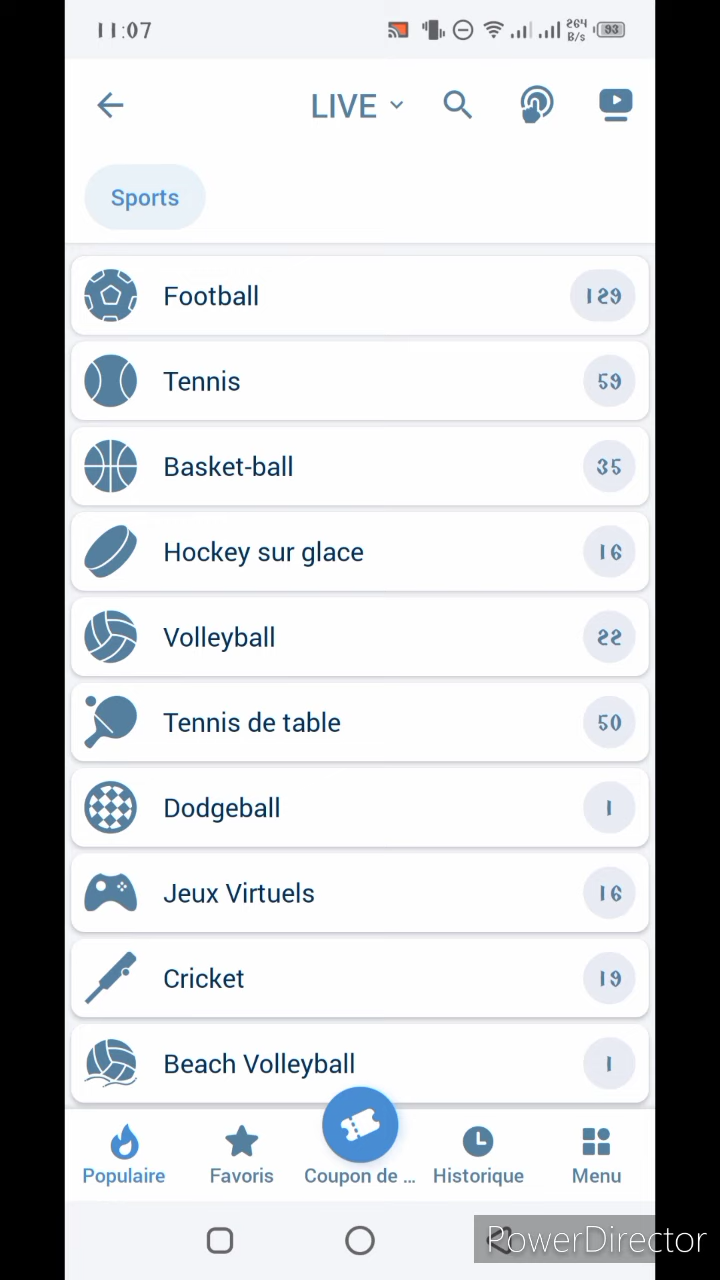 11:07
264
B/s
93
LIVE
Sports
Football
129
Tennis
59
Basket-ball
35
Hockey sur glace
16
Volleyball
22
Tennis de table
50
Dodgeball
1
Jeux Virtuels
16
Cricket
19
Beach Volleyball
1
Populaire
Favoris
Coupon de ...
Historique
Menu
PowerDirector